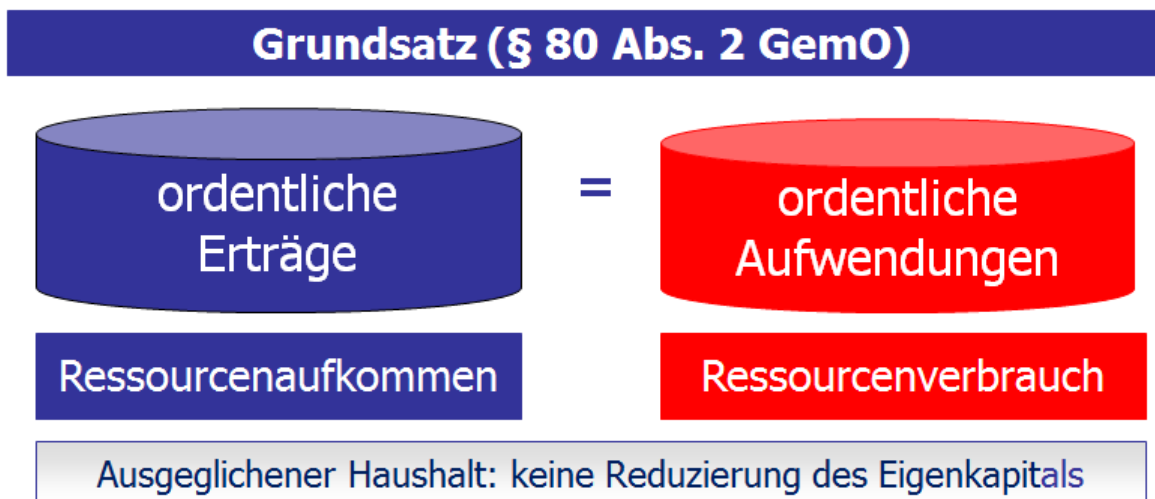 Grundsatz (§ 80 Abs. 2 GemO)
ordentliche
Erträge
=
ordentliche
Aufwendungen
Ressourcenaufkommen
Ressourcenverbrauch
Ausgeglichener Haushalt: keine Reduzierung des Eigenkapitals